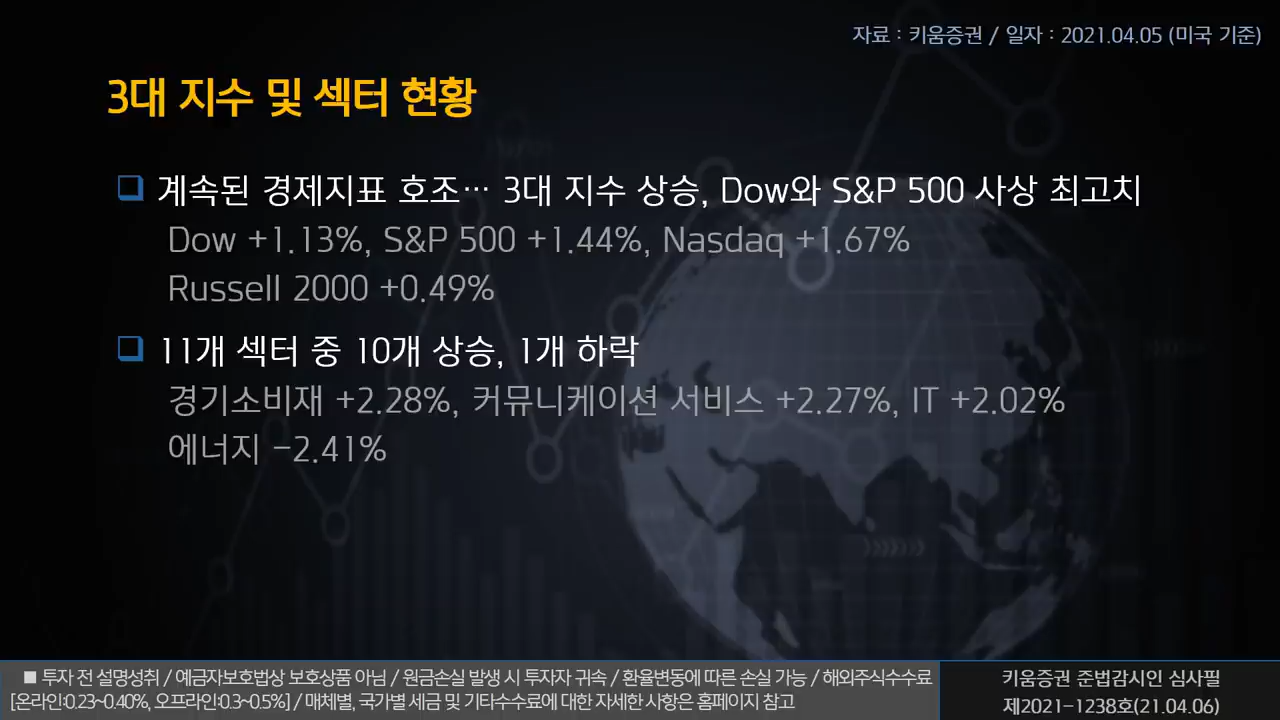 자료 : 키움증권 / 일자 : 2021.04.05 (미국 기준)
3대 지수 및 섹터 현황
❑ 계속된 경제지표 호조… 3대 지수 상승, Dow와 S&P 500 사상 최고치
Dow +1.13%, S&P 500 +1.44%, Nasdaq +1.67%
Russell 2000 +0.49%
❑ 11개 섹터 중 10개 상승, 1개 하락
경기소비재 +2.28%, 커뮤니케이션 서비스 +2.27%, IT +2.02%
에너지 -2.41%
■ 투자 전 설명성취 / 예금자보호법상 보호상품 아님 / 원금손실 발생 시 투자자 귀속 / 환율변동에 따른 손실 가능 / 해외주식수수료
[온라인:0.23~0.40%, 오프라인:0.3~0.5%] / 매체별, 국가별 세금 및 기타수수료에 대한 자세한 사항은 홈페이지 참고
키움증권 준법감시인 심사필
제2021-1238호(21.04.06)